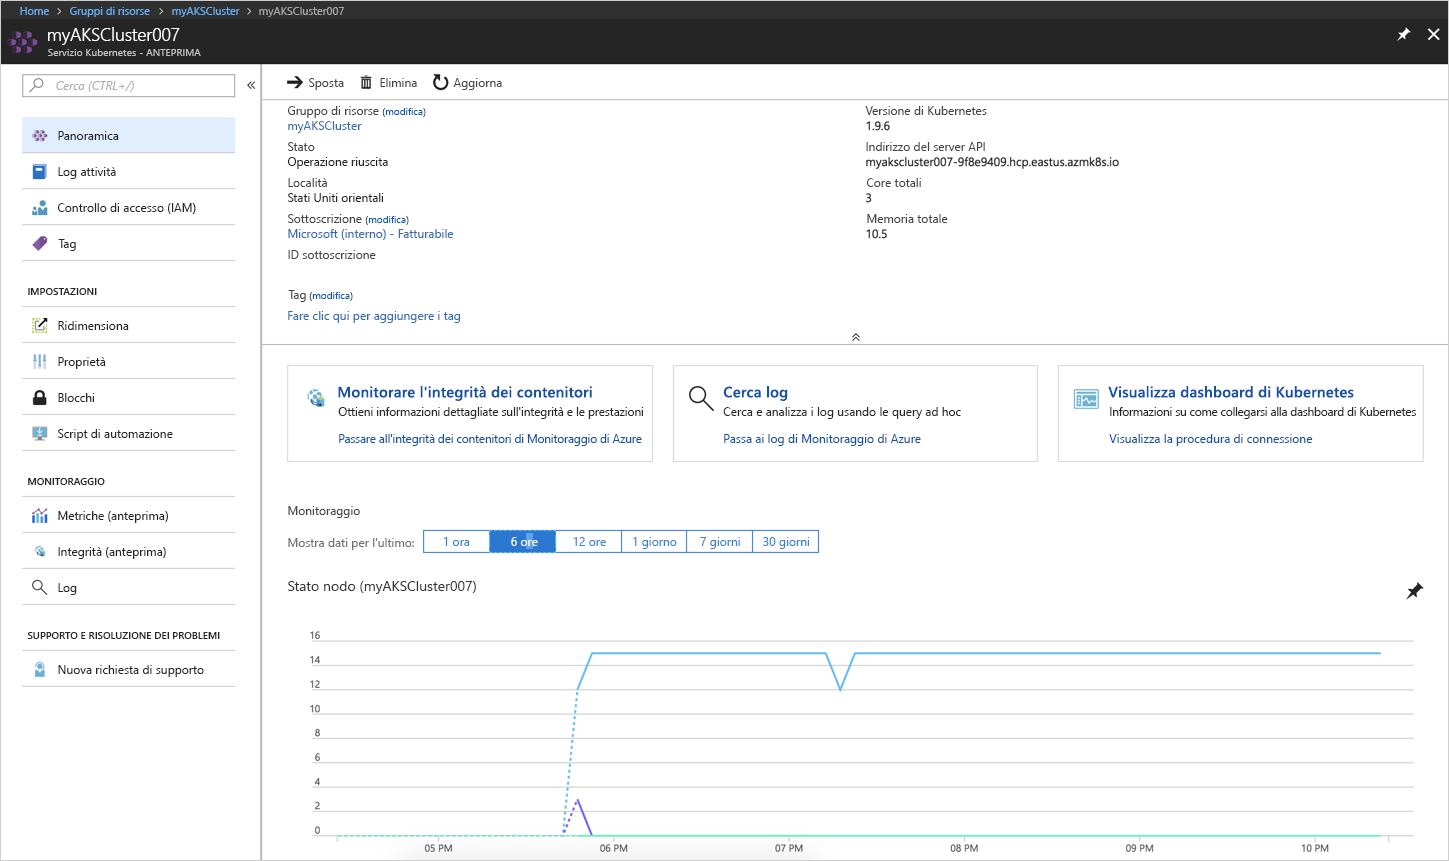 Home > Gruppi di risorse > myAKSCluster > myAKSCluster007
myAKSCluster007
Servizio Kubernetes - ANTEPRIMA
Cerca (CTRL+/)
«
Panoramica
Log attività
Controllo di accesso (IAM)
Tag
IMPOSTAZIONI
Ridimensiona
Proprietà
Blocchi
Script di automazione
MONITORAGGIO
Metriche (anteprima)
Integrità (anteprima)
Log
SUPPORTO E RISOLUZIONE DEI PROBLEMI
Nuova richiesta di supporto
Sposta Elimina Aggiorna
Gruppo di risorse (modifica)
myAKSCluster
Stato
Operazione riuscita
Località
Stati Uniti orientali
Sottoscrizione (modifica)
Microsoft (interno) - Fatturabile
ID sottoscrizione
Tag (modifica)
Fare clic qui per aggiungere i tag
Versione di Kubernetes
1.9.6
Indirizzo del server API
myakscluster007-9f8e9409.hcp.eastus.azmk8s.io
Core totali
3
Memoria totale
10.5
Monitorare l'integrità dei contenitori
Ottieni informazioni dettagliate sull'integrità e le prestazioni
Passare all'integrità dei contenitori di Monitoraggio di Azure
Cerca log
Cerca e analizza i log usando le query ad hoc
Passa ai log di Monitoraggio di Azure
Visualizza dashboard di Kubernetes
Informazioni su come collegarsi alla dashboard di Kubernetes
Visualizza la procedura di connessione
Monitoraggio
Mostra dati per l'ultimo: 1 ora 6 ore 12 ore 1 giorno 7 giorni 30 giorni
Stato nodo (myAKSCluster007)
16
14
12
10
8
6
4
2
0
05 PM 06 PM 07 PM 08 PM 09 PM 10 PM